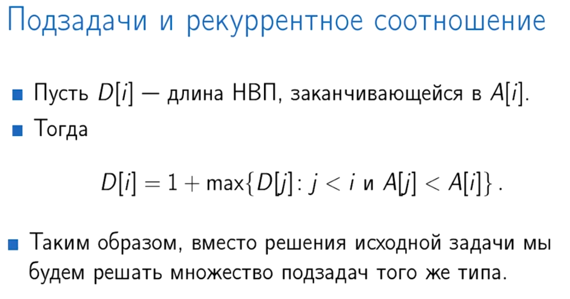 Подзадачи и рекуррентное соотношение
Пусть D[i] — длина НВП, заканчивающейся в A[i].
Тогда
D[i] = 1 + max{D[j]: j < i и A[j] < A[i]} .
Таким образом, вместо решения исходной задачи мы
будем решать множество подзадач того же типа.